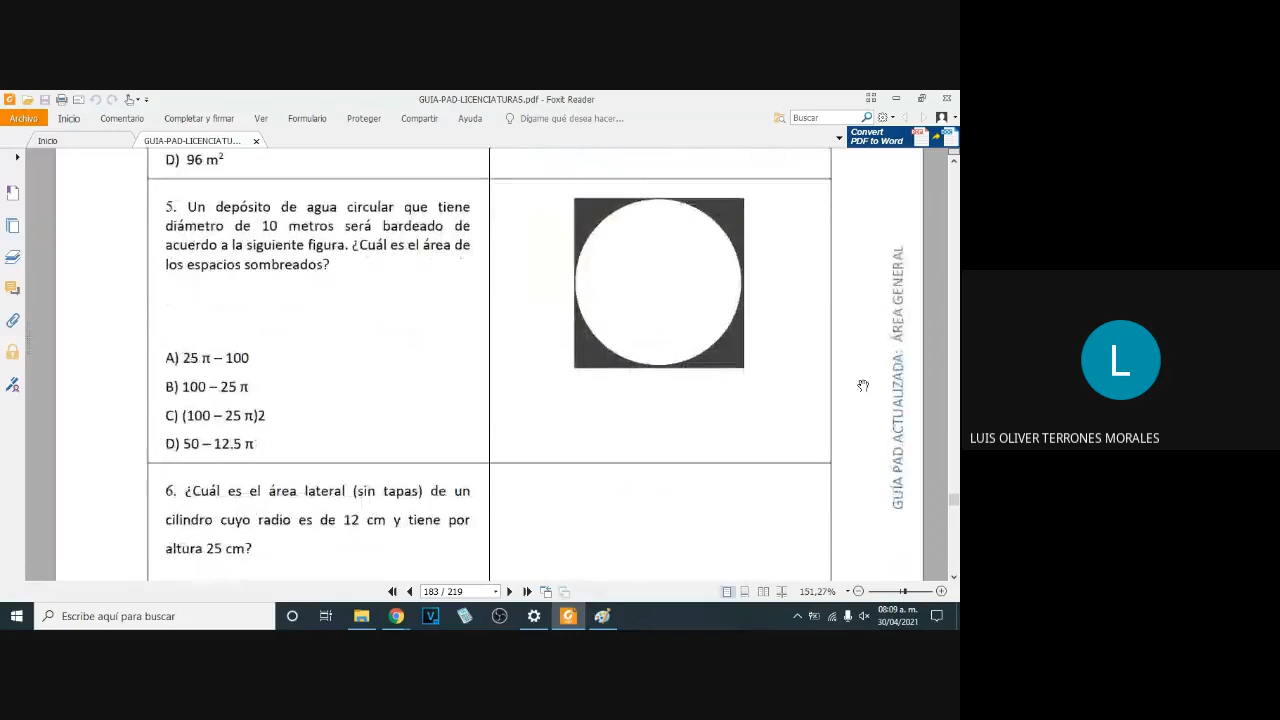 GUIA-PAD-LICENCIATURAS.pdf - Foxit Reader
Archivo Inicio Comentario Completar y firmar Ver Formulario Proteger Compartir Ayuda Dígame qué desea hacer... Buscar
Inicio GUIA-PAD-LICENCIATU... Convert
PDF to Word
D) 96 m²
5. Un depósito de agua circular que tiene
diámetro de 10 metros será bardeado de
acuerdo a la siguiente figura. ¿Cuál es el área de
los espacios sombreados?
A) 25 π – 100
B) 100 – 25 π
C) (100 – 25 π)2
D) 50 – 12.5 π
6. ¿Cuál es el área lateral (sin tapas) de un
cilindro cuyo radio es de 12 cm y tiene por
altura 25 cm?
GUÍA PAD ACTUALIZADA: ÁREA GENERAL
L
LUIS OLIVER TERRONES MORALES
183 / 219 151,27%
Escribe aquí para buscar
08:09 a. m.
30/04/2021